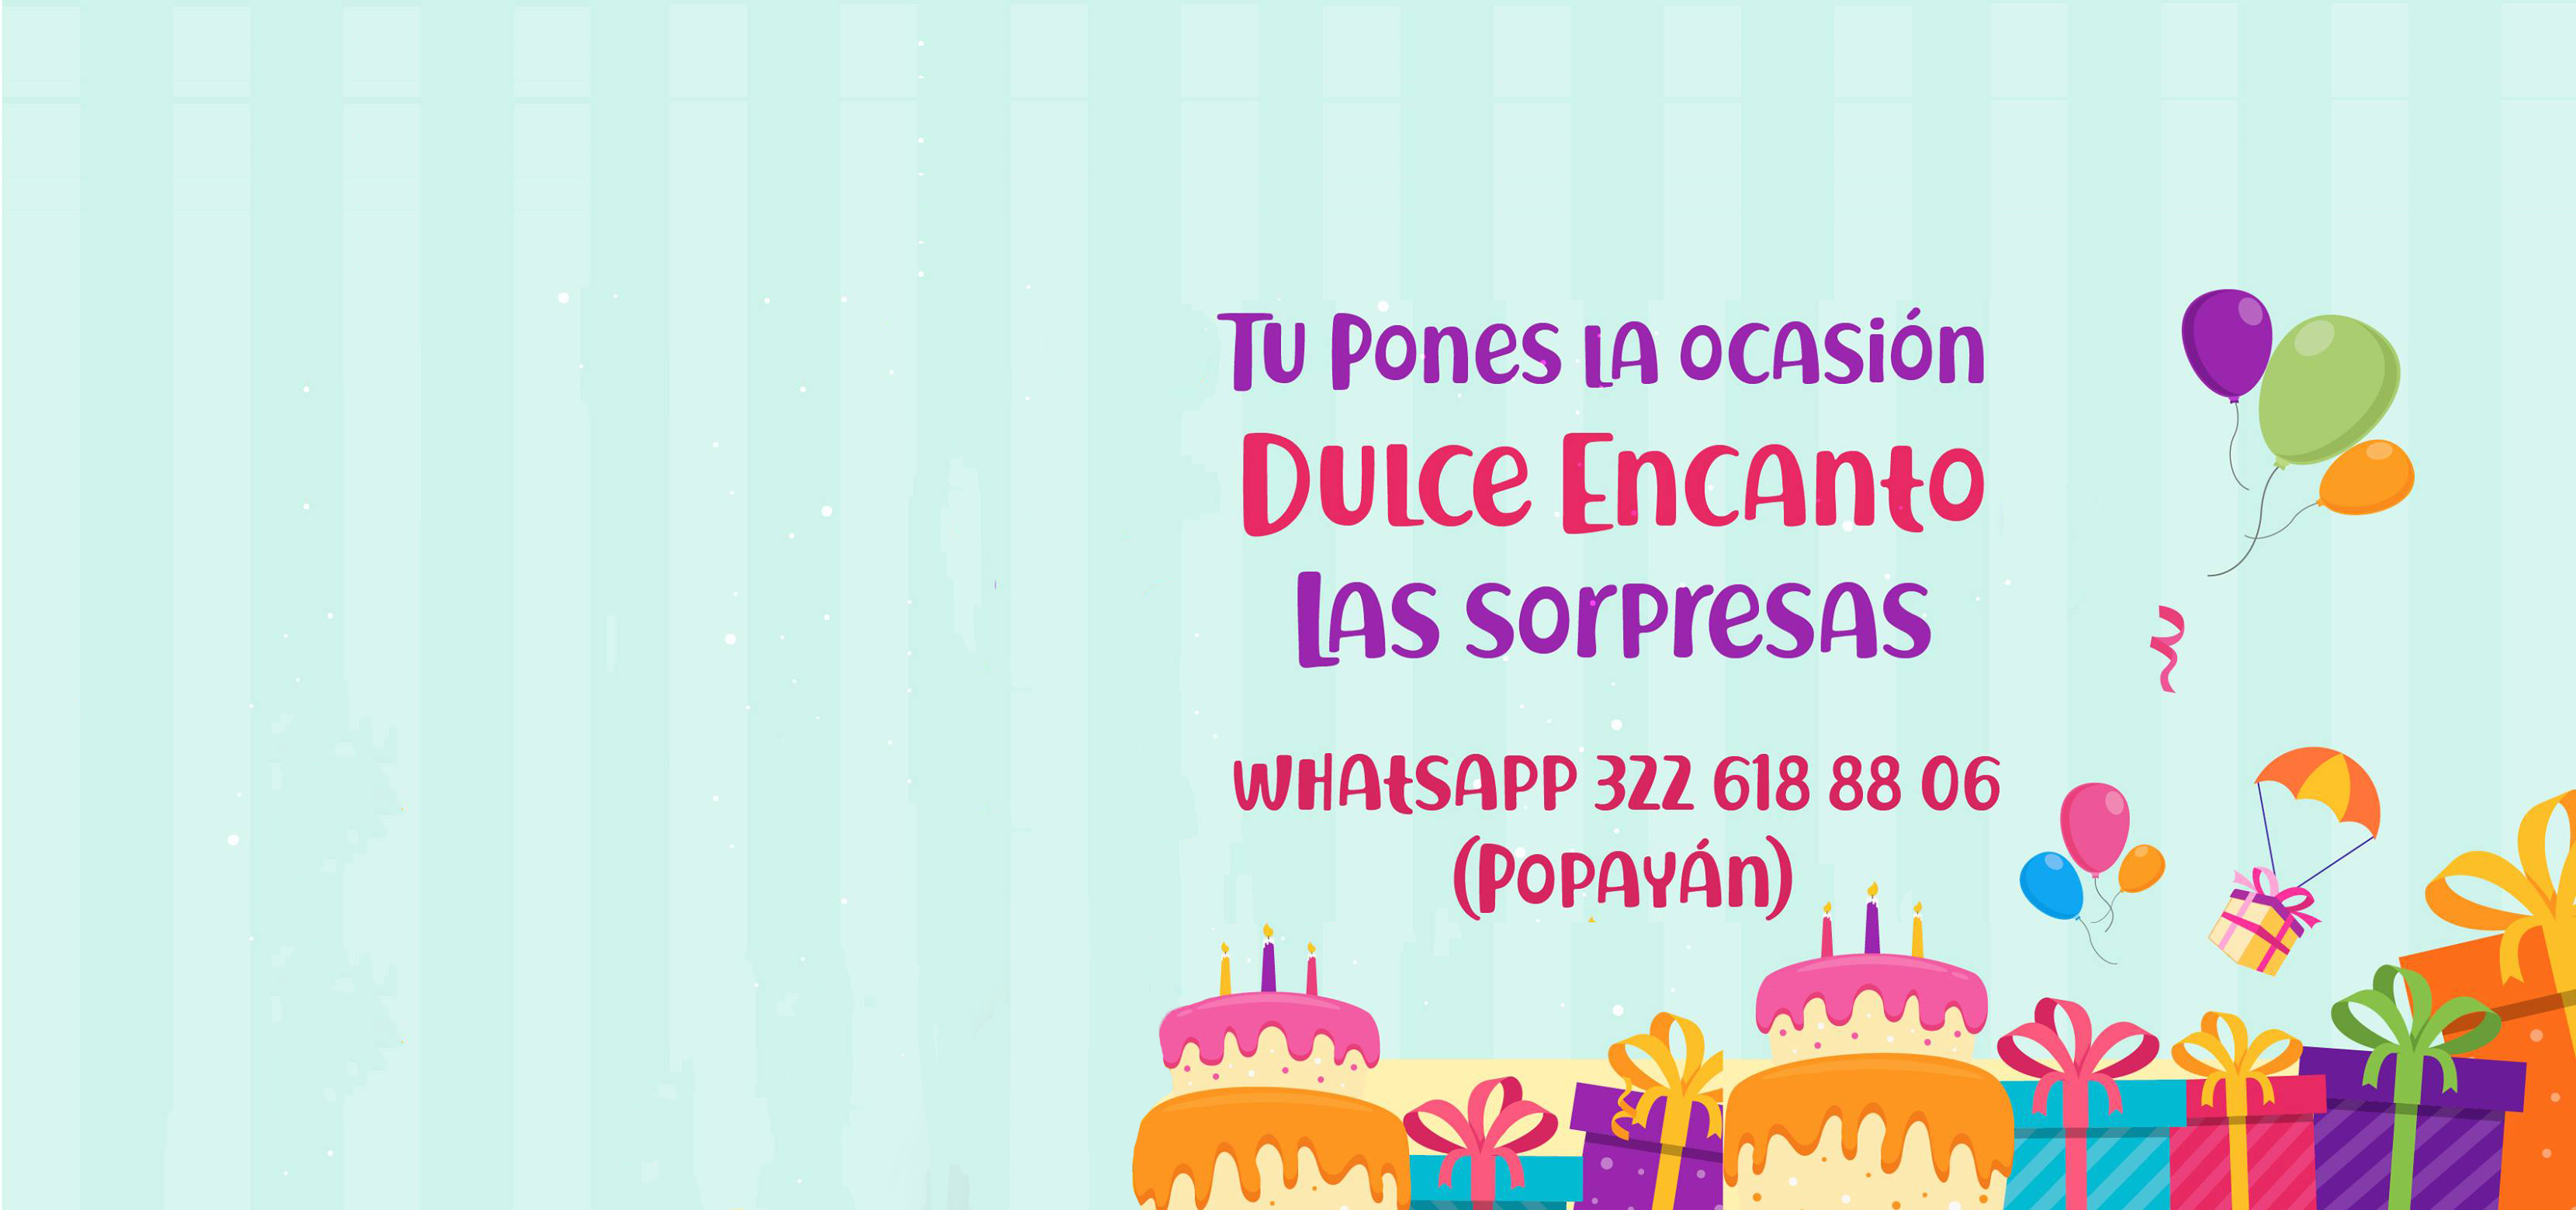 Tu pones la ocasión
Dulce Encanto
Las sorpresas
WHATSAPP 322 618 88 06
(POPAYÁN)